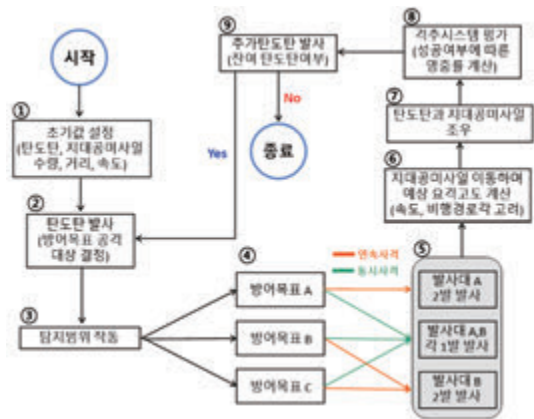 시작
①
초기값 설정
(탄도탄, 지대공미사일
수량, 거리, 속도)
②
탄도탄 발사
(방어목표 공격
대상 결정)
③
탐지범위 작동
④
방어목표 A
방어목표 B
방어목표 C
연속사격
동시사격
⑤
발사대 A
2발 발사
발사대 A,B
각 1발 발사
발사대 B
2발 발사
⑥
지대공미사일 이동하며
예상 요격고도 계산
(속도, 비행경로각 고려)
⑦
탄도탄과 지대공미사일
조우
⑧
격추시스템 평가
(성공여부에 따른
명중률 계산)
⑨
추가탄도탄 발사
(잔여 탄도탄여부)
No
Yes
종료